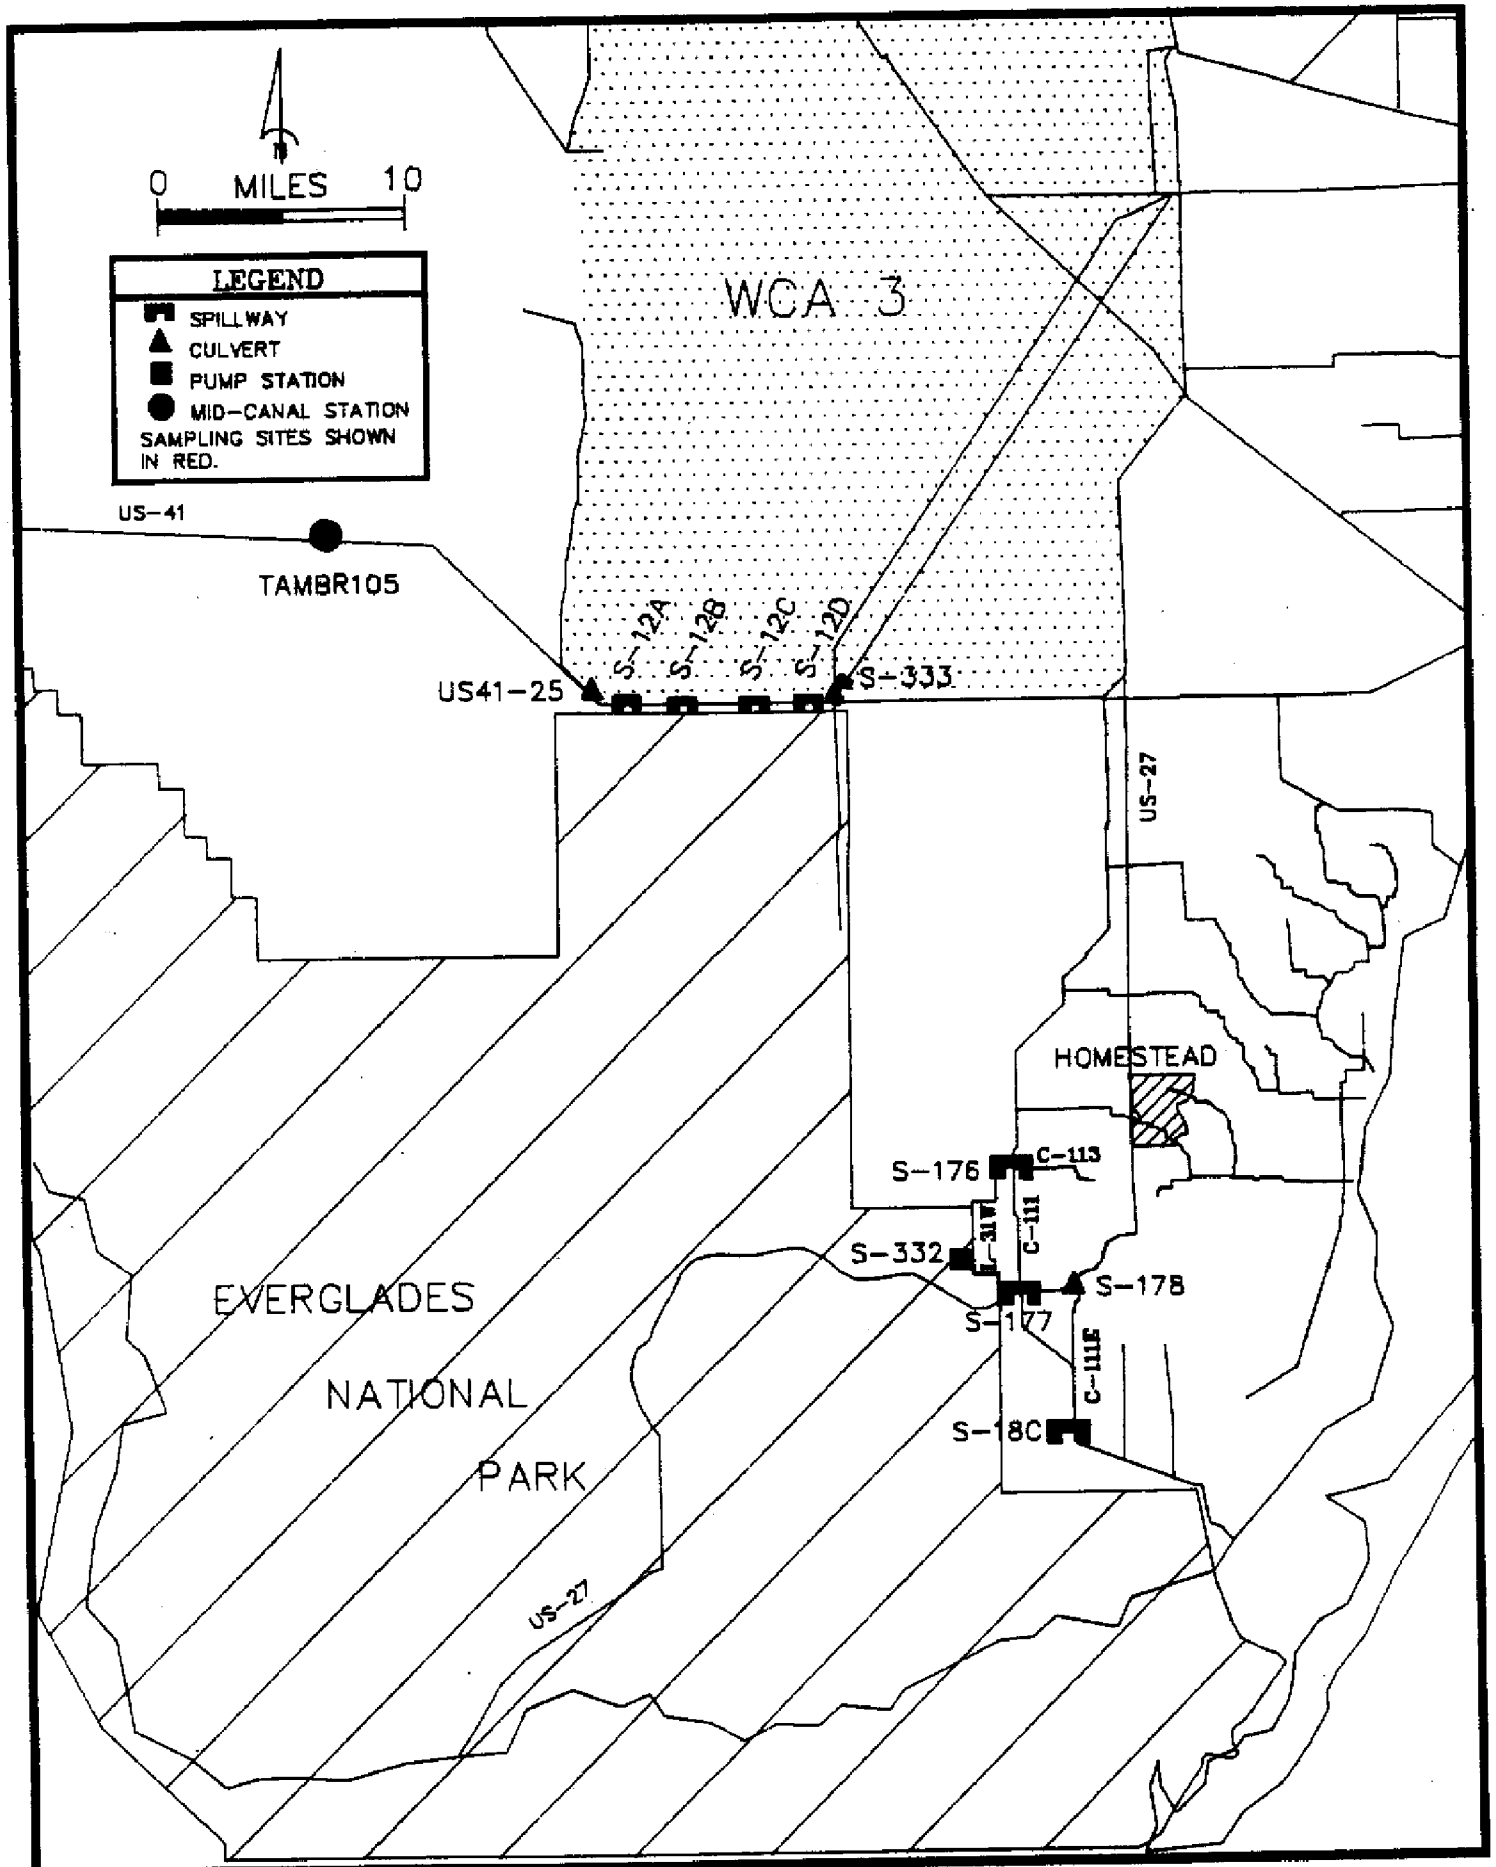 N
0 MILES 10
LEGEND
SPILLWAY
CULVERT
PUMP STATION
MID-CANAL STATION
SAMPLING SITES SHOWN
IN RED.
WCA 3
US-41
TAMBR105
S-12A
S-12B
S-12C
S-12D
US41-25
S-333
US-27
HOMESTEAD
S-176
C-113
L-31W
C-111
S-332
S-178
S-177
C-111E
S-18C
EVERGLADES
NATIONAL
PARK
US-27